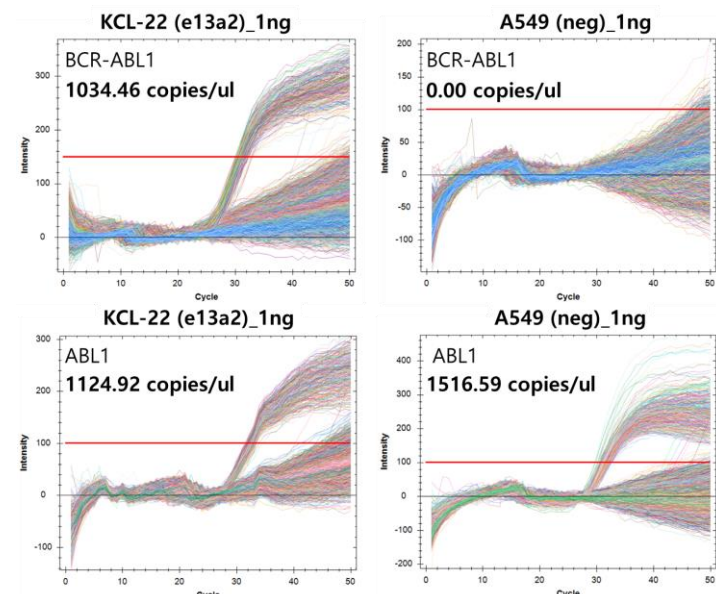 KCL-22 (e13a2)_1ng
BCR-ABL1
1034.46 copies/ul
Intensity
300
200
100
0
0 10 20 30 40 50
Cycle
A549 (neg)_1ng
BCR-ABL1
0.00 copies/ul
Intensity
200
150
100
50
0
-50
-100
0 10 20 30 40 50
Cycle
KCL-22 (e13a2)_1ng
ABL1
1124.92 copies/ul
Intensity
300
200
100
0
-100
0 10 20 30 40 50
Cycle
A549 (neg)_1ng
ABL1
1516.59 copies/ul
Intensity
400
300
200
100
0
-100
-200
0 10 20 30 40 50
Cycle